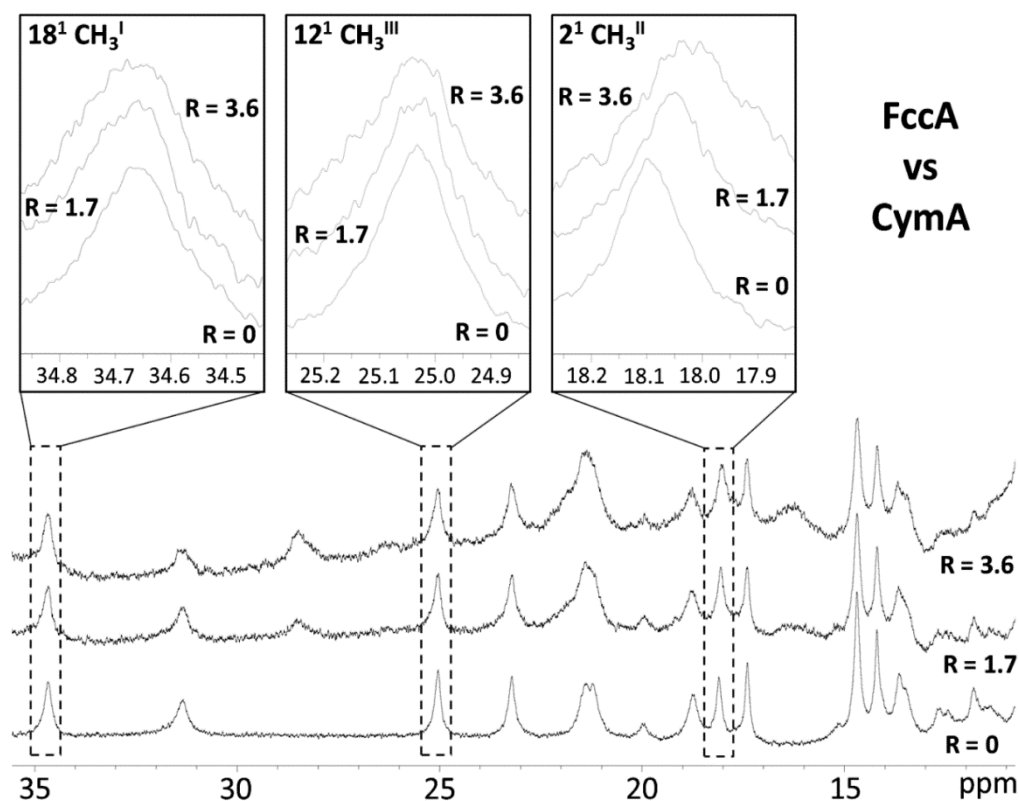 18¹ CH₃ᴵ
R = 3.6
R = 1.7
R = 0
34.8 34.7 34.6 34.5
12¹ CH₃ᴵᴵᴵ
R = 3.6
R = 1.7
R = 0
25.2 25.1 25.0 24.9
2¹ CH₃ᴵᴵ
R = 3.6
R = 1.7
R = 0
18.2 18.1 18.0 17.9
FccA
vs
CymA
R = 3.6
R = 1.7
R = 0
35 30 25 20 15 ppm